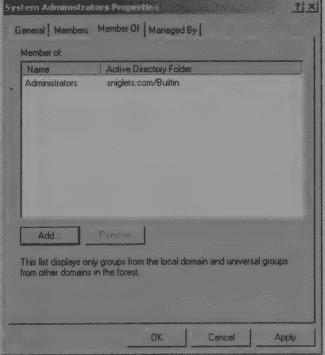 System Administrators Properties
General Members Member Of Managed By
Member of:
Name Active Directory Folder
Administrators sniglets.com/Builtin
Add... Remove
This list displays only groups from the local domain and universal groups
from other domains in the forest.
OK Cancel Apply